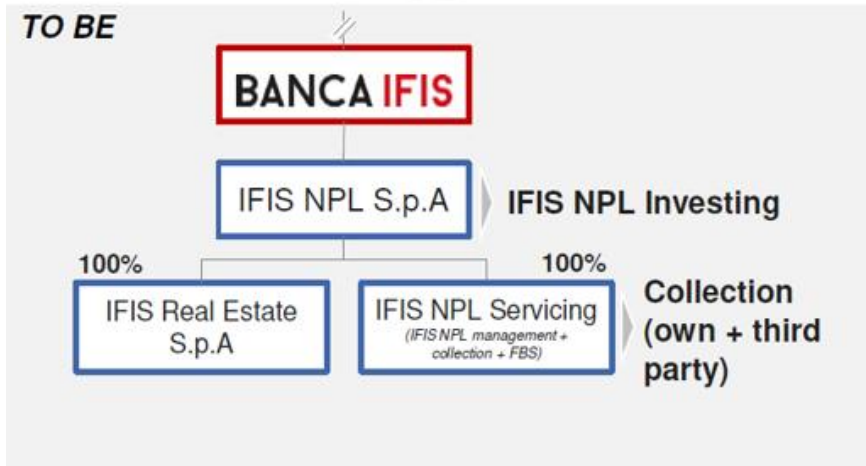 TO BE
BANCA IFIS
IFIS NPL S.p.A
IFIS NPL Investing
100%
100%
IFIS Real Estate
S.p.A
IFIS NPL Servicing
(IFIS NPL management +
collection + FBS)
Collection
(own + third
party)